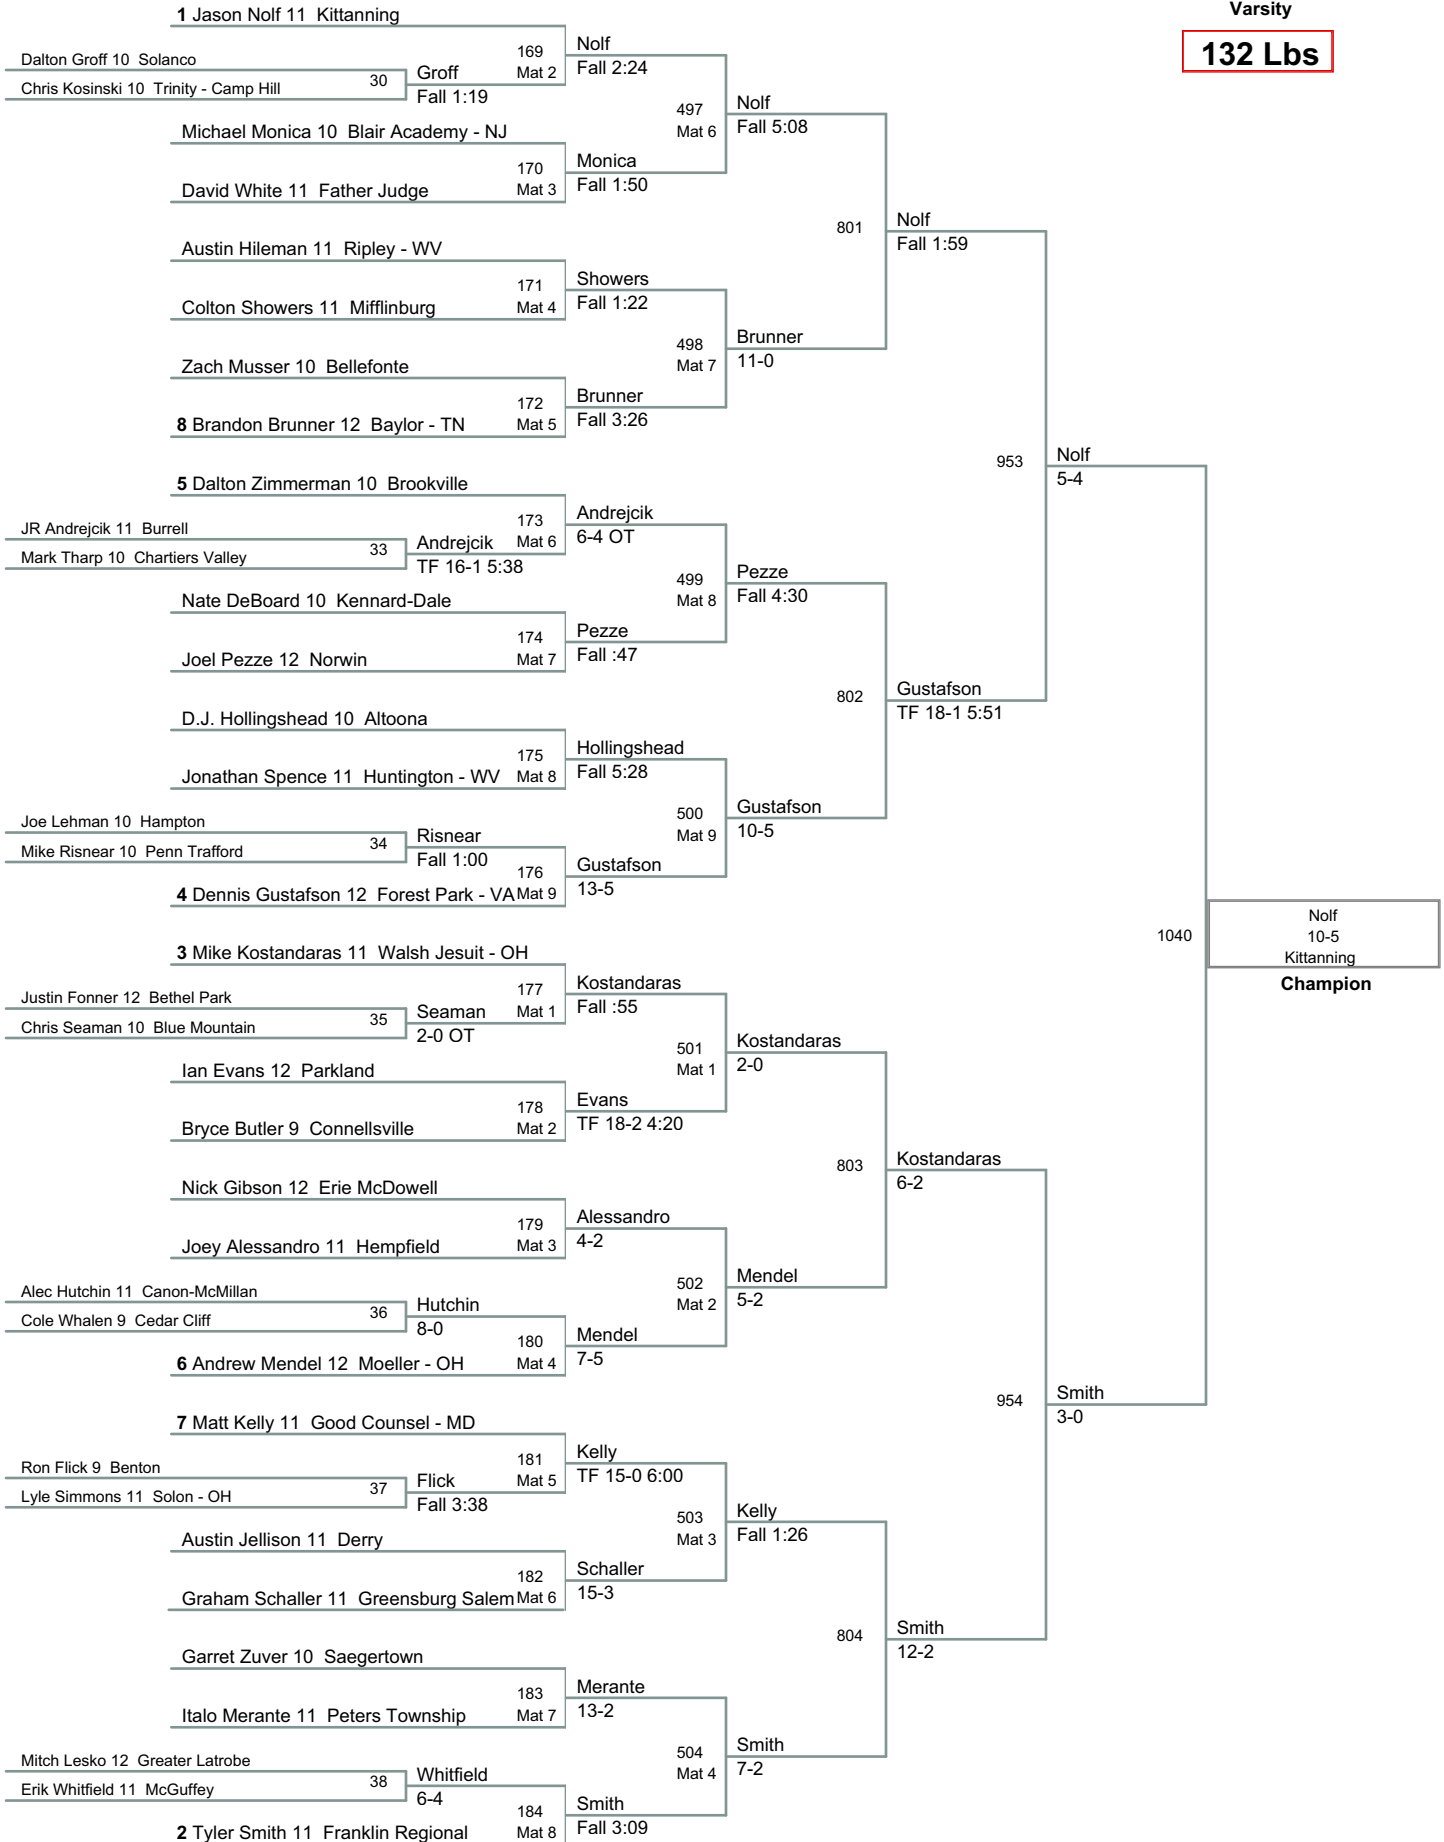 Varsity
132 Lbs
1 Jason Nolf 11 Kittanning
Dalton Groff 10 Solanco
30
Chris Kosinski 10 Trinity - Camp Hill
Groff
Fall 1:19
169
Mat 2
Nolf
Fall 2:24
Michael Monica 10 Blair Academy - NJ
170
Mat 3
David White 11 Father Judge
Monica
Fall 1:50
497
Mat 6
Nolf
Fall 5:08
Austin Hileman 11 Ripley - WV
171
Mat 4
Colton Showers 11 Mifflinburg
Showers
Fall 1:22
Zach Musser 10 Bellefonte
172
Mat 5
8 Brandon Brunner 12 Baylor - TN
Brunner
Fall 3:26
498
Mat 7
Brunner
11-0
801
Nolf
Fall 1:59
5 Dalton Zimmerman 10 Brookville
JR Andrejcik 11 Burrell
33
Mark Tharp 10 Chartiers Valley
Andrejcik
TF 16-1 5:38
173
Mat 6
Andrejcik
6-4 OT
Nate DeBoard 10 Kennard-Dale
174
Mat 7
Joel Pezze 12 Norwin
Pezze
Fall :47
499
Mat 8
Pezze
Fall 4:30
D.J. Hollingshead 10 Altoona
175
Mat 8
Jonathan Spence 11 Huntington - WV
Hollingshead
Fall 5:28
Joe Lehman 10 Hampton
34
Mike Risnear 10 Penn Trafford
Risnear
Fall 1:00
176
Mat 9
4 Dennis Gustafson 12 Forest Park - VA
Gustafson
13-5
500
Mat 9
Gustafson
10-5
802
Gustafson
TF 18-1 5:51
953
Nolf
5-4
3 Mike Kostandaras 11 Walsh Jesuit - OH
Justin Fonner 12 Bethel Park
35
Chris Seaman 10 Blue Mountain
Seaman
2-0 OT
177
Mat 1
Kostandaras
Fall :55
Ian Evans 12 Parkland
178
Mat 2
Bryce Butler 9 Connellsville
Evans
TF 18-2 4:20
501
Mat 1
Kostandaras
2-0
Nick Gibson 12 Erie McDowell
179
Mat 3
Joey Alessandro 11 Hempfield
Alessandro
4-2
Alec Hutchin 11 Canon-McMillan
36
Cole Whalen 9 Cedar Cliff
Hutchin
8-0
180
Mat 4
6 Andrew Mendel 12 Moeller - OH
Mendel
7-5
502
Mat 2
Mendel
5-2
803
Kostandaras
6-2
7 Matt Kelly 11 Good Counsel - MD
Ron Flick 9 Benton
37
Lyle Simmons 11 Solon - OH
Flick
Fall 3:38
181
Mat 5
Kelly
TF 15-0 6:00
Austin Jellison 11 Derry
182
Mat 6
Graham Schaller 11 Greensburg Salem
Schaller
15-3
503
Mat 3
Kelly
Fall 1:26
Garret Zuver 10 Saegertown
183
Mat 7
Italo Merante 11 Peters Township
Merante
13-2
Mitch Lesko 12 Greater Latrobe
38
Erik Whitfield 11 McGuffey
Whitfield
6-4
184
Mat 8
2 Tyler Smith 11 Franklin Regional
Smith
Fall 3:09
504
Mat 4
Smith
7-2
804
Smith
12-2
954
Smith
3-0
1040
Nolf
10-5
Kittanning
Champion